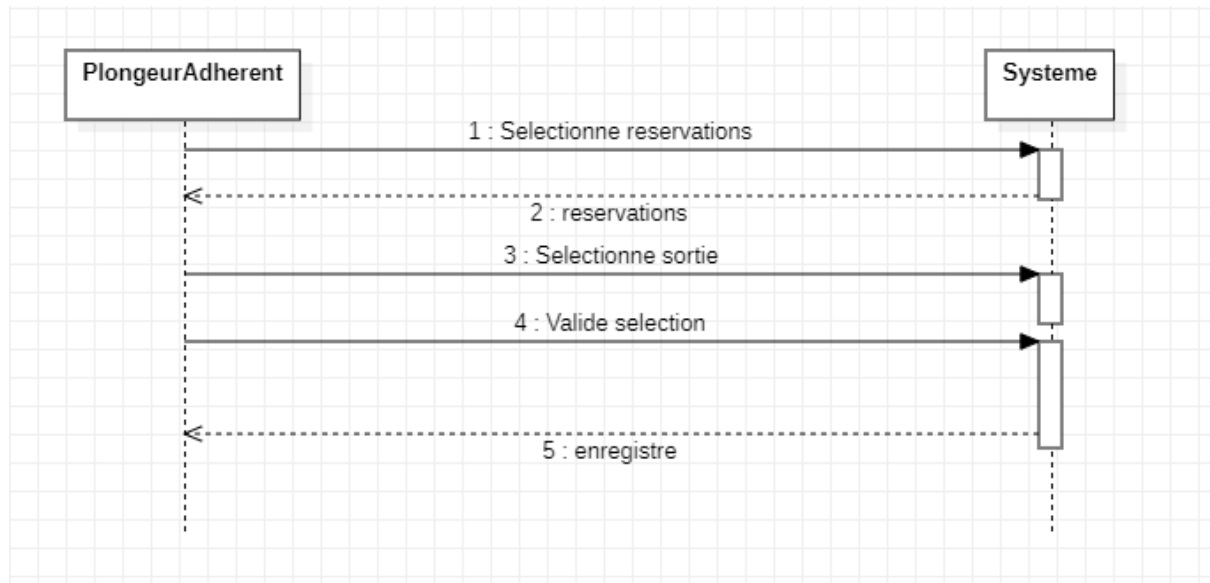 PlongeurAdherent
Systeme
1 : Selectionne reservations
2 : reservations
3 : Selectionne sortie
4 : Valide selection
5 : enregistre